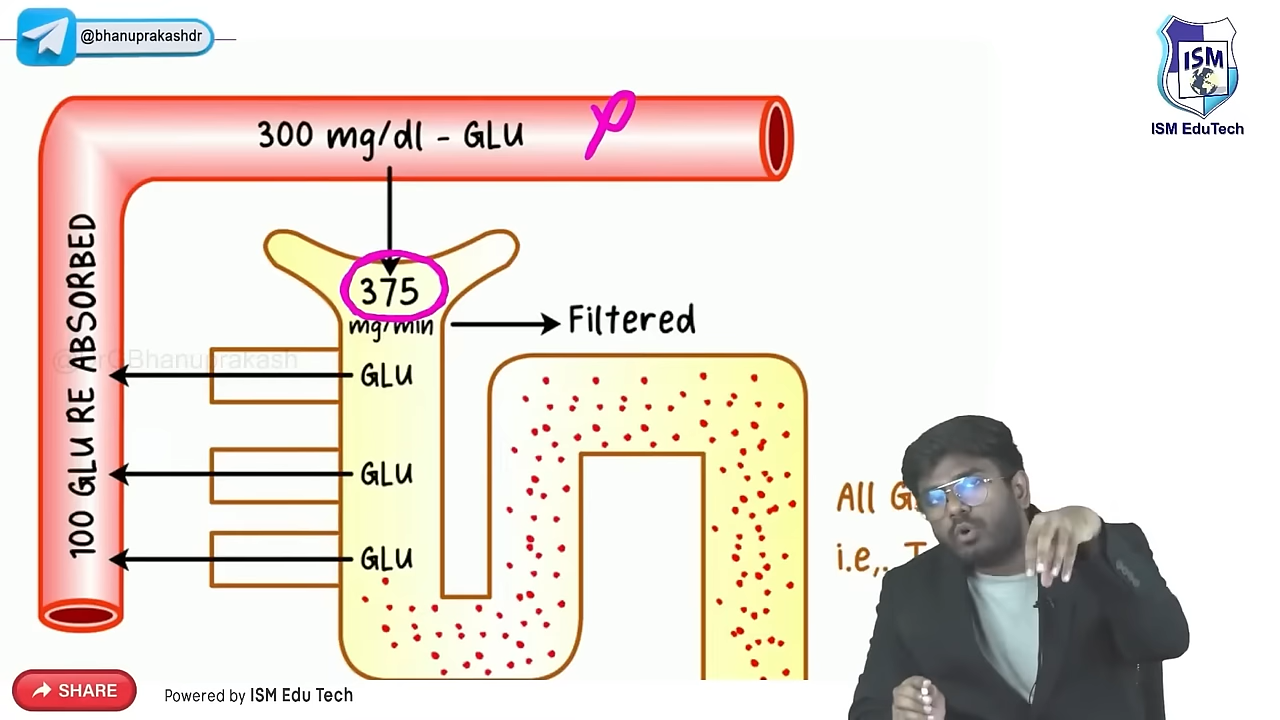 @bhanuprakashdr
ISM
ISM EduTech
300 mg/dl - GLU
375
mg/min
Filtered
100 GLU RE ABSORBED
GLU
GLU
GLU
All G
i.e,. T
SHARE
Powered by ISM Edu Tech